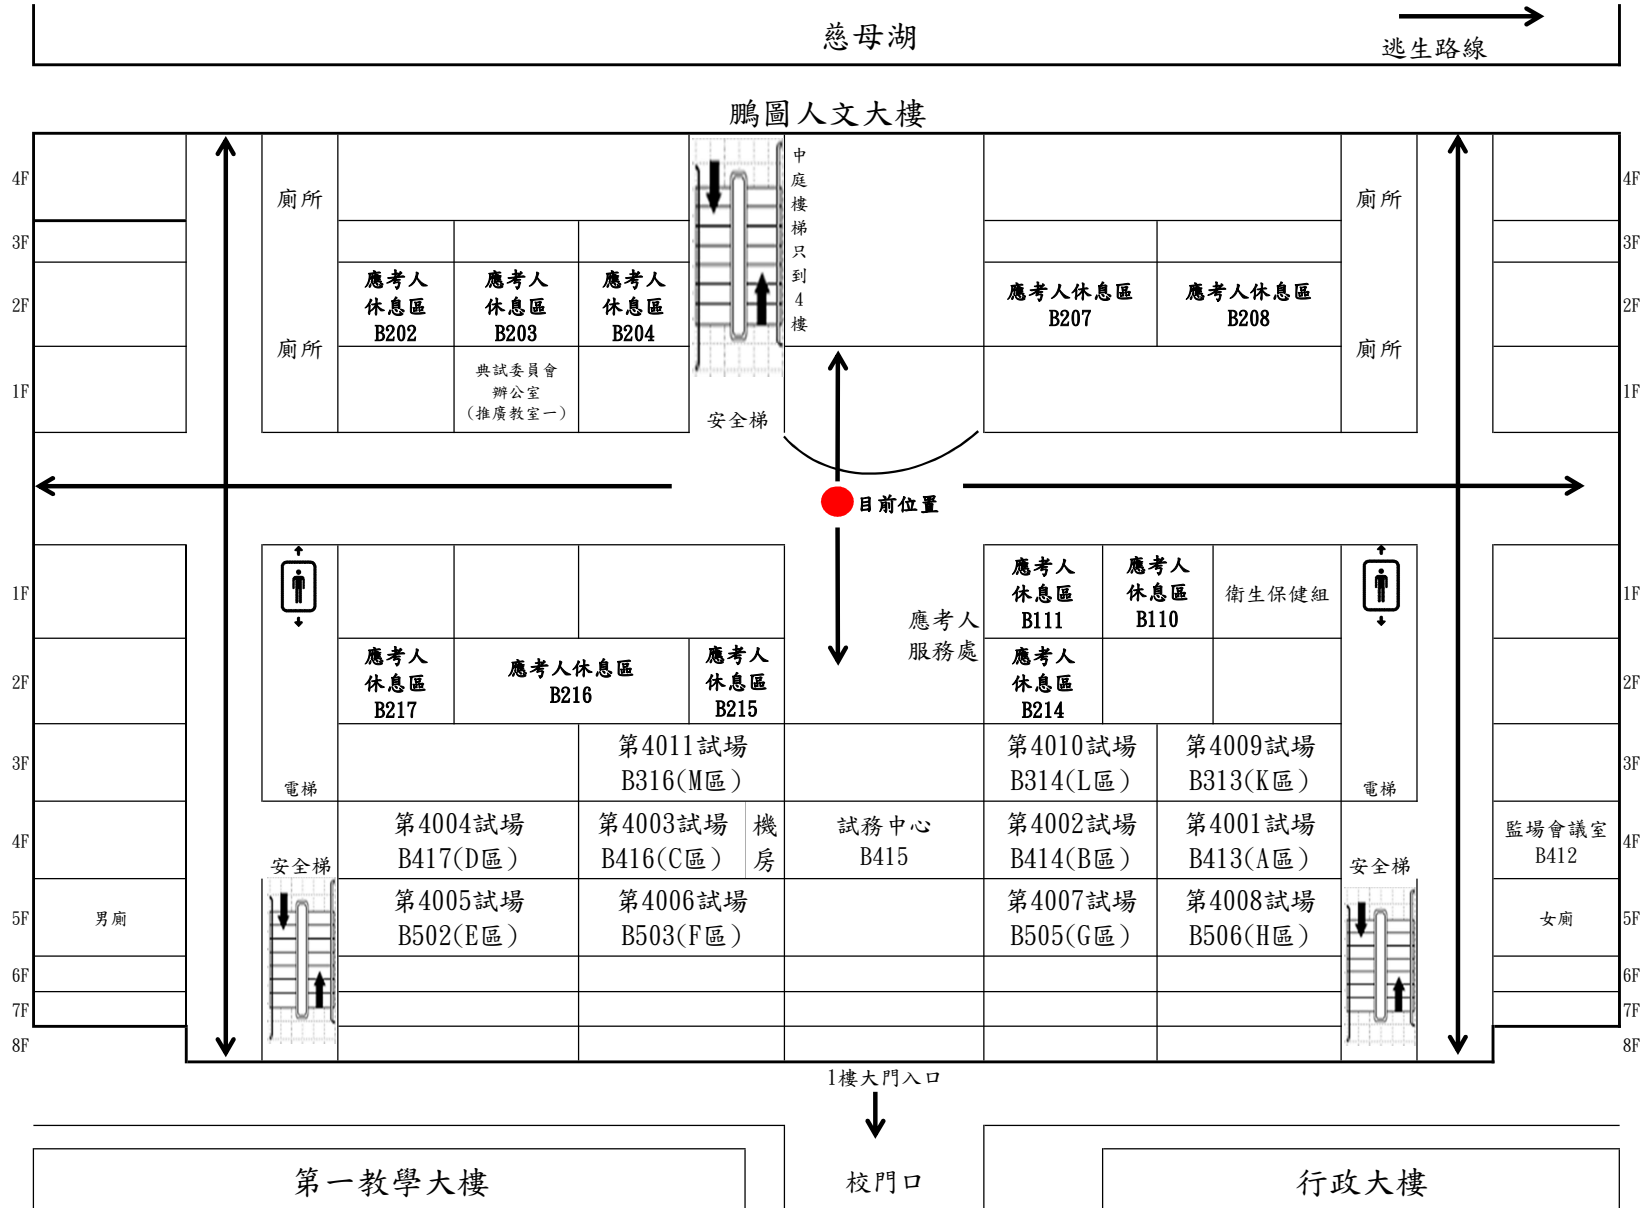 慈母湖
逃生路線
鵬圖人文大樓
4F
廁所
中庭樓梯只到4樓
廁所
4F
3F
3F
2F
應考人
休息區
B202
應考人
休息區
B203
應考人
休息區
B204
應考人休息區
B207
應考人休息區
B208
2F
廁所
廁所
1F
典試委員會
辦公室
(推廣教室一)
安全梯
1F
目前位置
1F
應考人
休息區
B111
應考人
休息區
B110
衛生保健組
1F
應考人
服務處
2F
應考人
休息區
B217
應考人休息區
B216
應考人
休息區
B215
應考人
休息區
B214
2F
3F
電梯
第4011試場
B316(M區)
第4010試場
B314(L區)
第4009試場
B313(K區)
電梯
3F
4F
安全梯
第4004試場
B417(D區)
第4003試場
B416(C區)
機房
試務中心
B415
第4002試場
B414(B區)
第4001試場
B413(A區)
安全梯
監場會議室
B412
4F
5F
男廁
第4005試場
B502(E區)
第4006試場
B503(F區)
第4007試場
B505(G區)
第4008試場
B506(H區)
女廁
5F
6F
6F
7F
7F
8F
8F
1樓大門入口
第一教學大樓
校門口
行政大樓